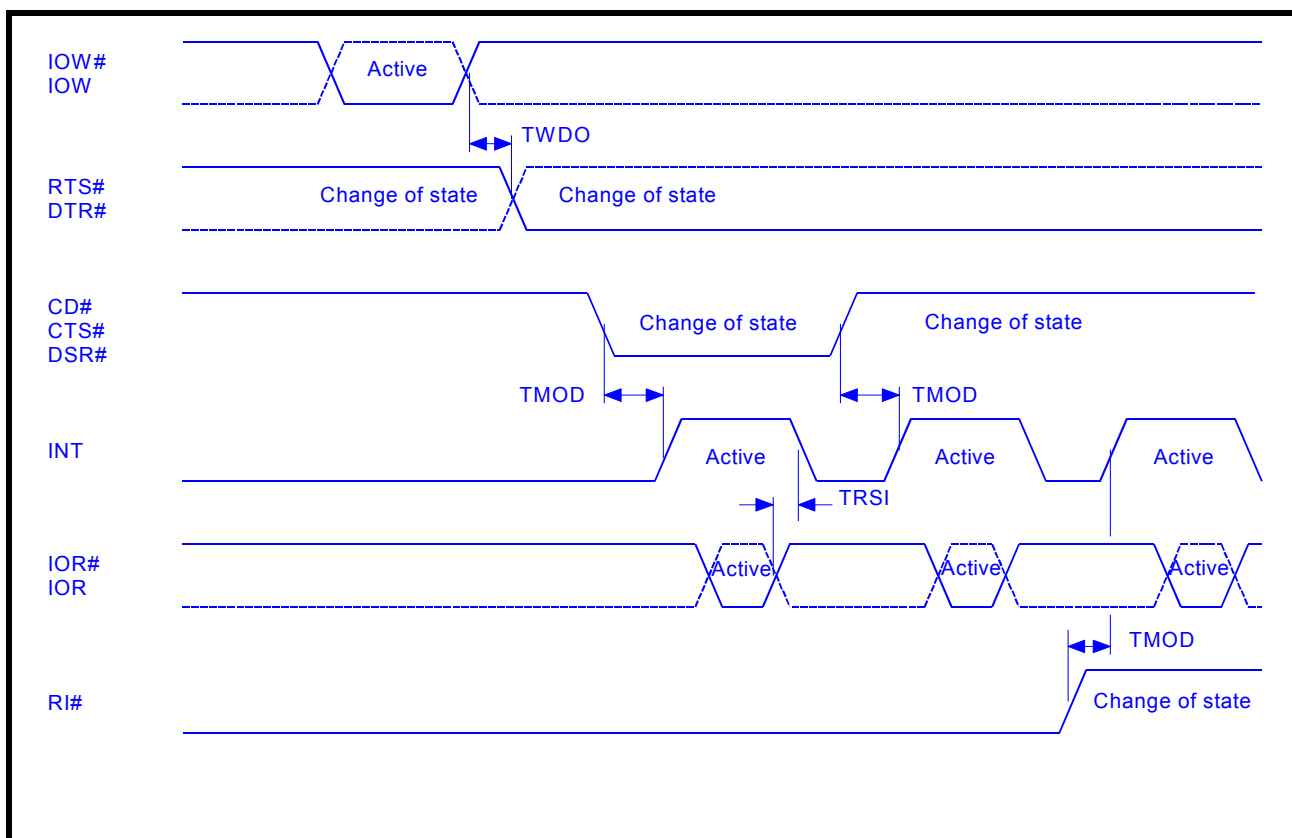 IOW#
IOW
Active
TWDO
RTS#
DTR#
Change of state
Change of state
CD#
CTS#
DSR#
Change of state
Change of state
TMOD
TMOD
INT
Active
Active
Active
TRSI
IOR#
IOR
Active
Active
Active
TMOD
RI#
Change of state